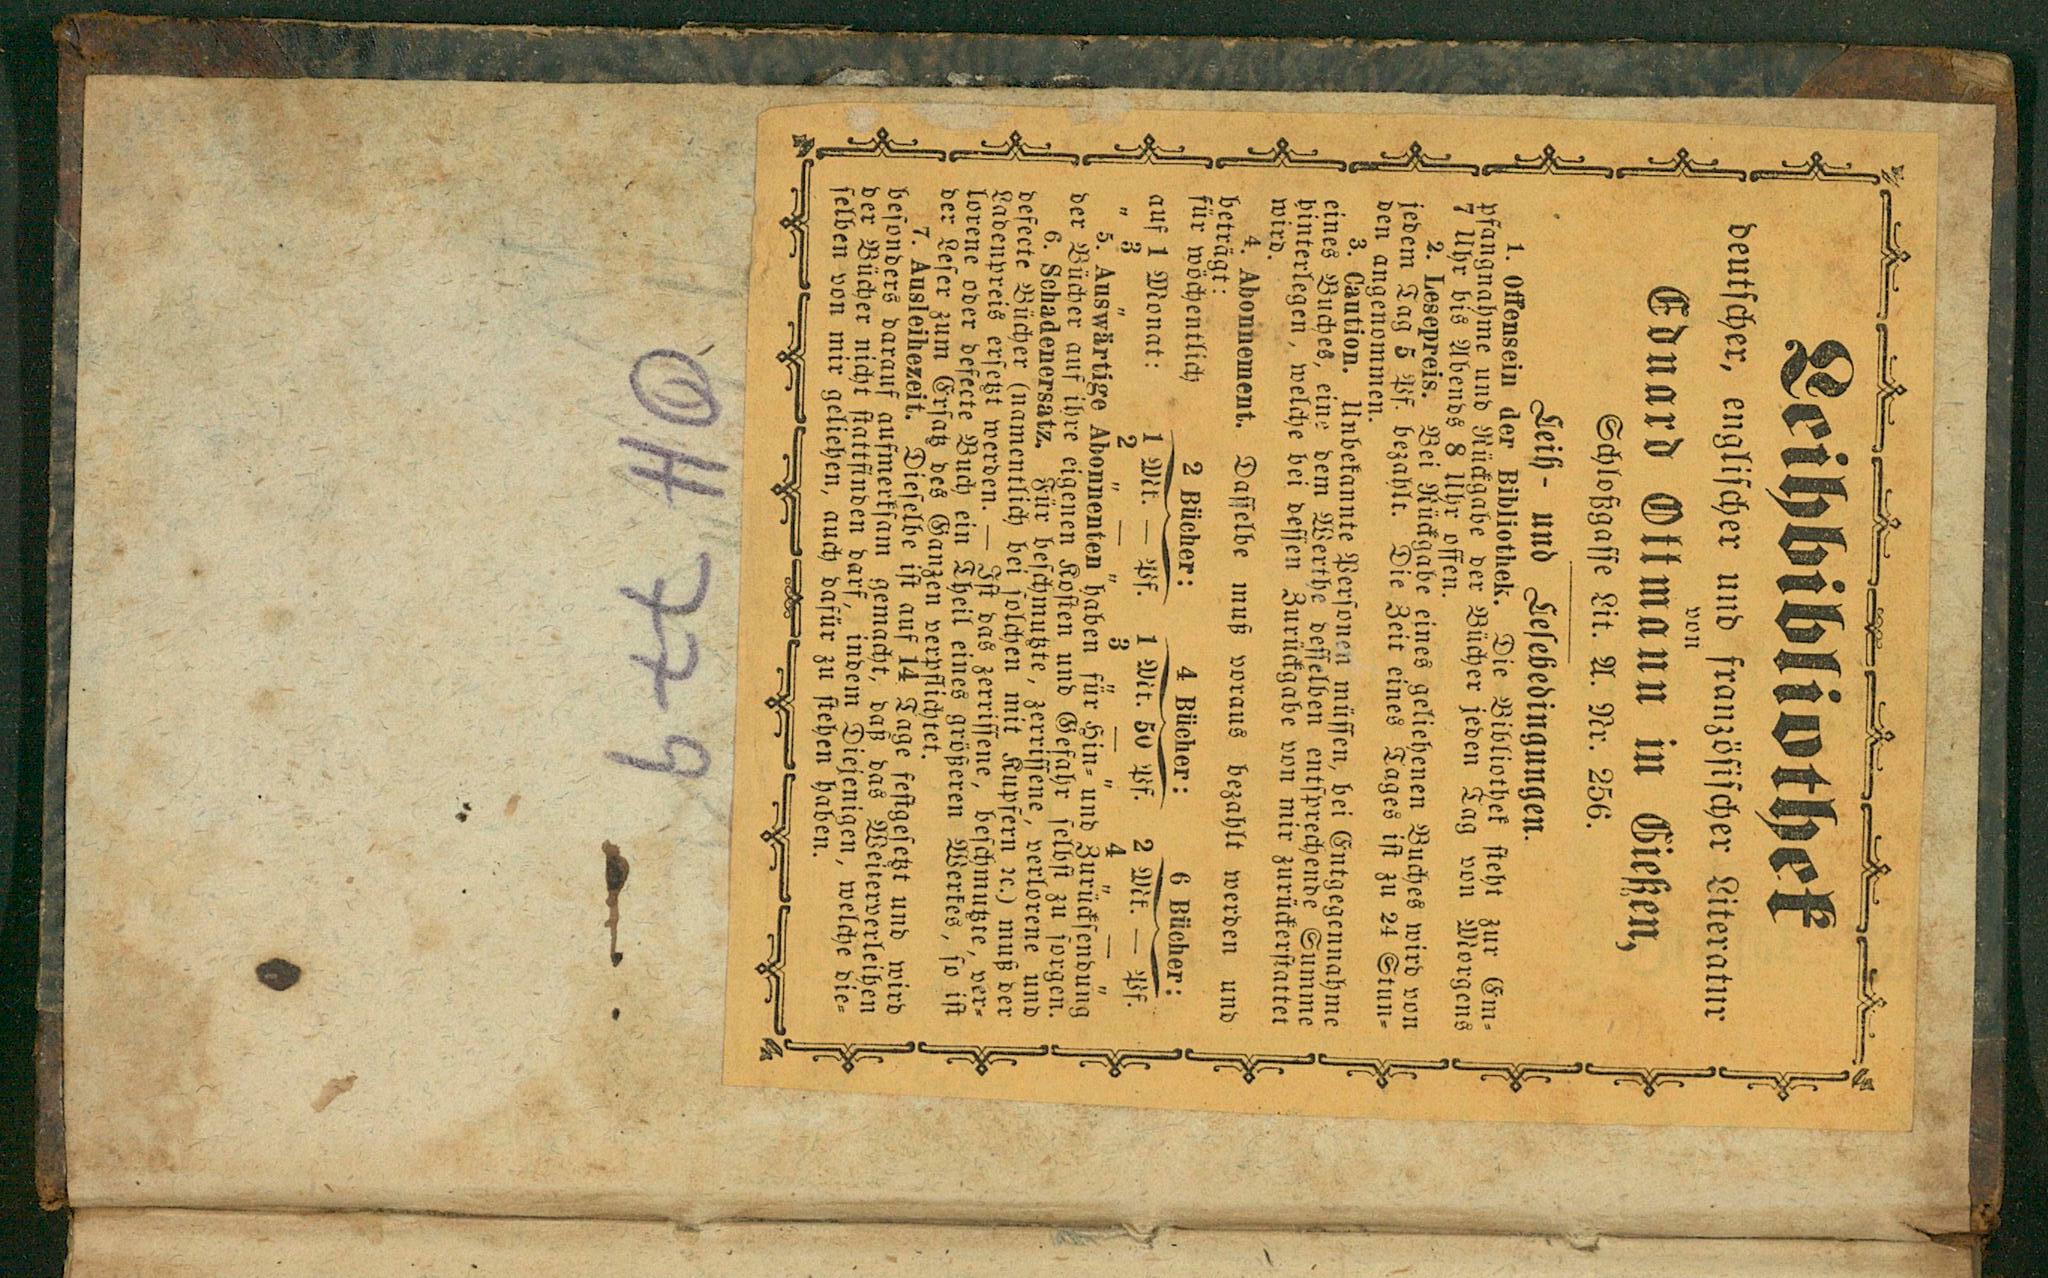 Leihbibliothek
deutscher, englischer und französischer Literatur
von
Eduard Ottmann in Gießen,
Schloßgasse Lit. A. Nr. 256.
Leih- und Lesebedingungen.
1. Offensein der Bibliothek. Die Bibliothek steht zur Em-
pfangnahme und Rückgabe der Bücher jeden Tag von Morgens
7 Uhr bis Abends 8 Uhr offen.
2. Lesepreis. Bei Rückgabe eines geliehenen Buches wird von
jedem Tag 5 Pf. bezahlt. Die Zeit eines Tages ist zu 24 Stun-
den angenommen.
3. Caution. Unbekannte Personen müssen, bei Entgegennahme
eines Buches, eine dem Werthe desselben entsprechende Summe
hinterlegen, welche bei dessen Zurückgabe von mir zurückerstattet
wird.
4. Abonnement. Dasselbe muß voraus bezahlt werden und
beträgt:
für wöchentlich 2 Bücher: 4 Bücher: 6 Bücher:
auf 1 Monat: 1 Mk. — Pf. 1 Mk. 50 Pf. 2 Mk. — Pf.
" 3 " 2 " — " 3 " — " 4 " — "
5. Auswärtige Abonnenten haben für Hin- und Zurücksendung
der Bücher auf ihre eigenen Kosten und Gefahr selbst zu sorgen.
6. Schadenersatz. Für beschmutzte, zerrissene, verlorene und
defecte Bücher (namentlich bei solchen mit Kupfern ꝛc.) muß der
Ladenpreis ersetzt werden. — Ist das zerrissene, beschmutzte, ver-
lorene oder defecte Buch ein Theil eines größeren Werkes, so ist
der Leser zum Ersatz des Ganzen verpflichtet.
7. Ausleihezeit. Dieselbe ist auf 14 Tage festgesetzt und wird
besonders darauf aufmerksam gemacht, daß das Weiterverleihen
der Bücher nicht stattfinden darf, indem Diejenigen, welche die-
selben von mir geliehen, auch dafür zu stehen haben.